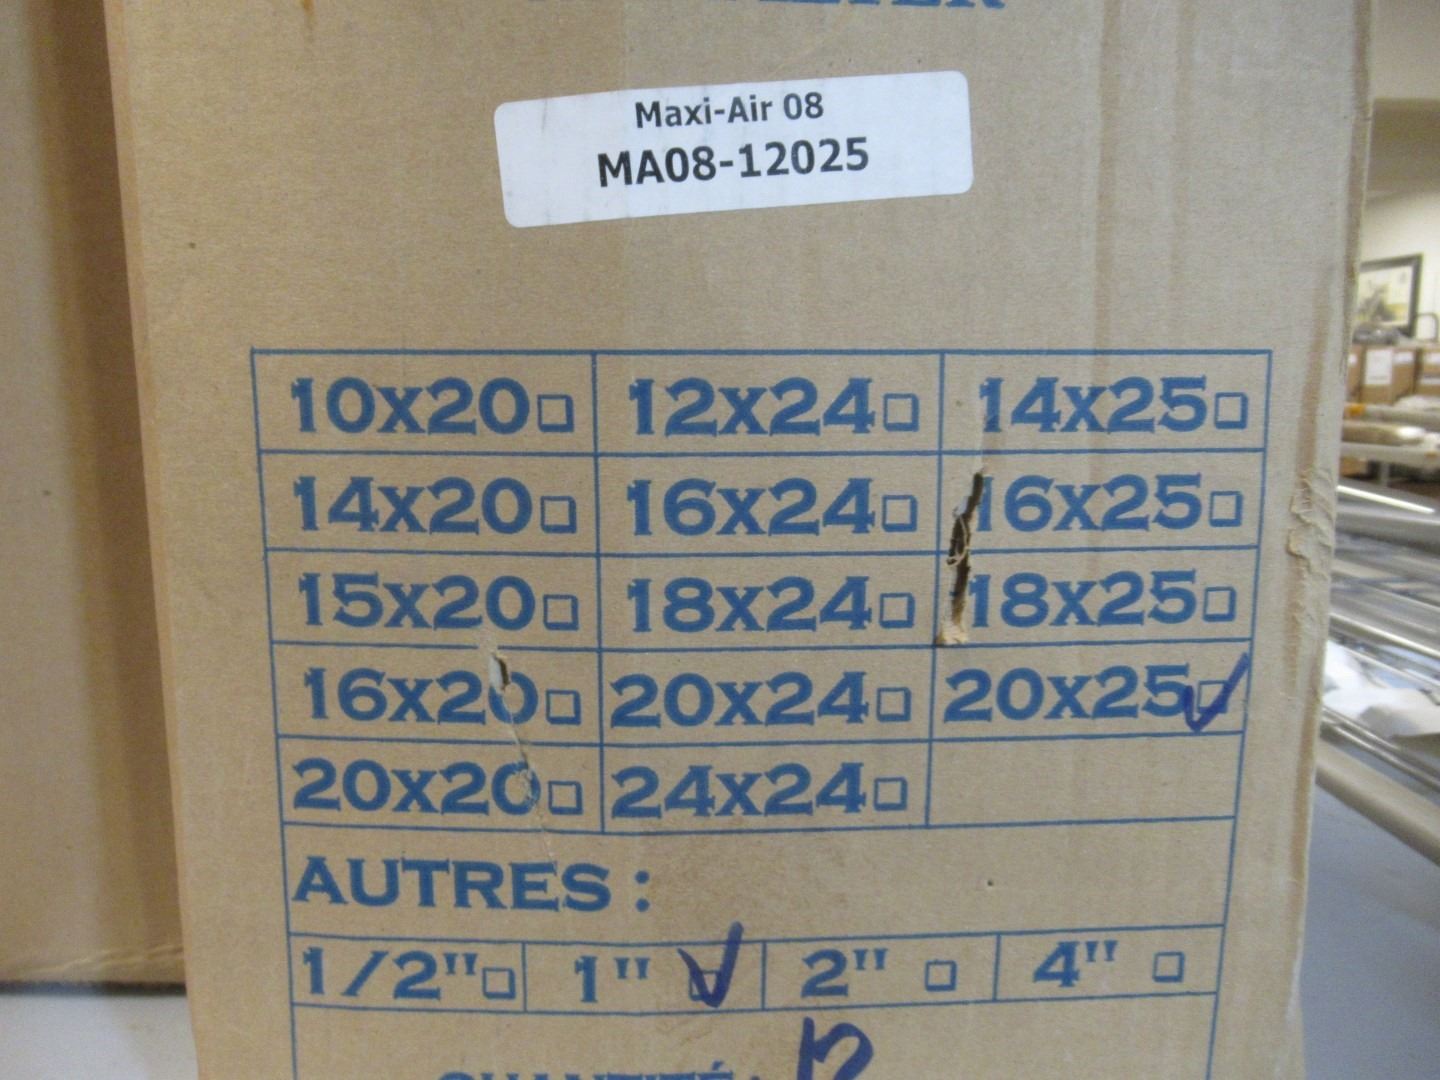 Maxi-Air 08
MA08-12025
10x20 □ 12x24 □ 14x25 □
14x20 □ 16x24 □ 16x25 □
15x20 □ 18x24 □ 18x25 □
16x20 □ 20x24 □ 20x25 ✓
20x20 □ 24x24 □
AUTRES :
1/2" □ 1" ✓ 2" □ 4" □
QUANTITÉ : 12